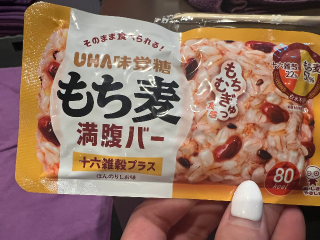 そのまま食べられる!
UHA味覚糖
もち麦
満腹バー
十六雑穀プラス
ほんのりしお味
もち
むぎっ
80
kcal